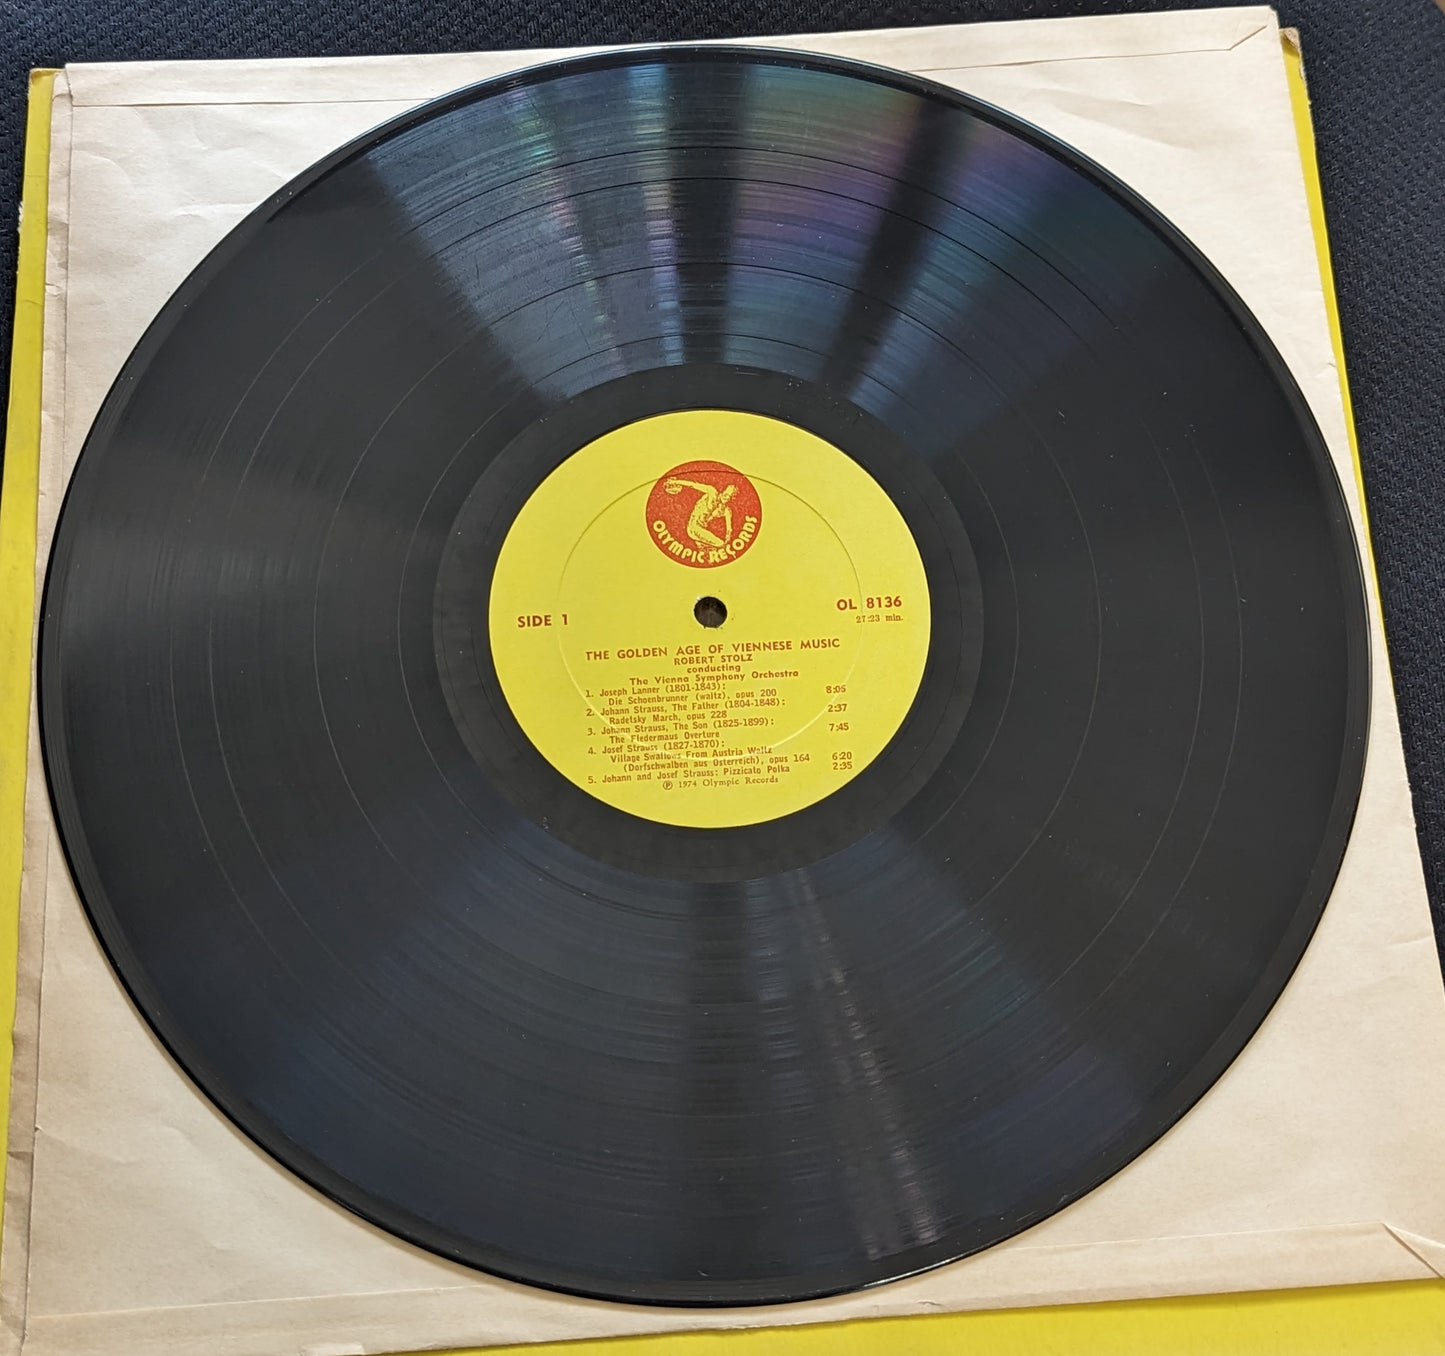 OLYMPIC RECORDS
SIDE 1
OL 8136
27:23 min.
THE GOLDEN AGE OF VIENNESE MUSIC
ROBERT STOLZ
conducting
The Vienna Symphony Orchestra
1. Joseph Lanner (1801-1843):
Die Schoenbrunner (waltz), opus 200 8:05
2. Johann Strauss, The Father (1804-1848):
Radetsky March, opus 228 2:37
3. Johann Strauss, The Son (1825-1899):
The Fledermaus Overture 7:45
4. Josef Strauss (1827-1870):
Village Swallows From Austria Waltz
(Dorfschwalben aus Osterreich), opus 164 6:20
5. Johann and Josef Strauss: Pizzicato Polka 2:35
℗ 1974 Olympic Records